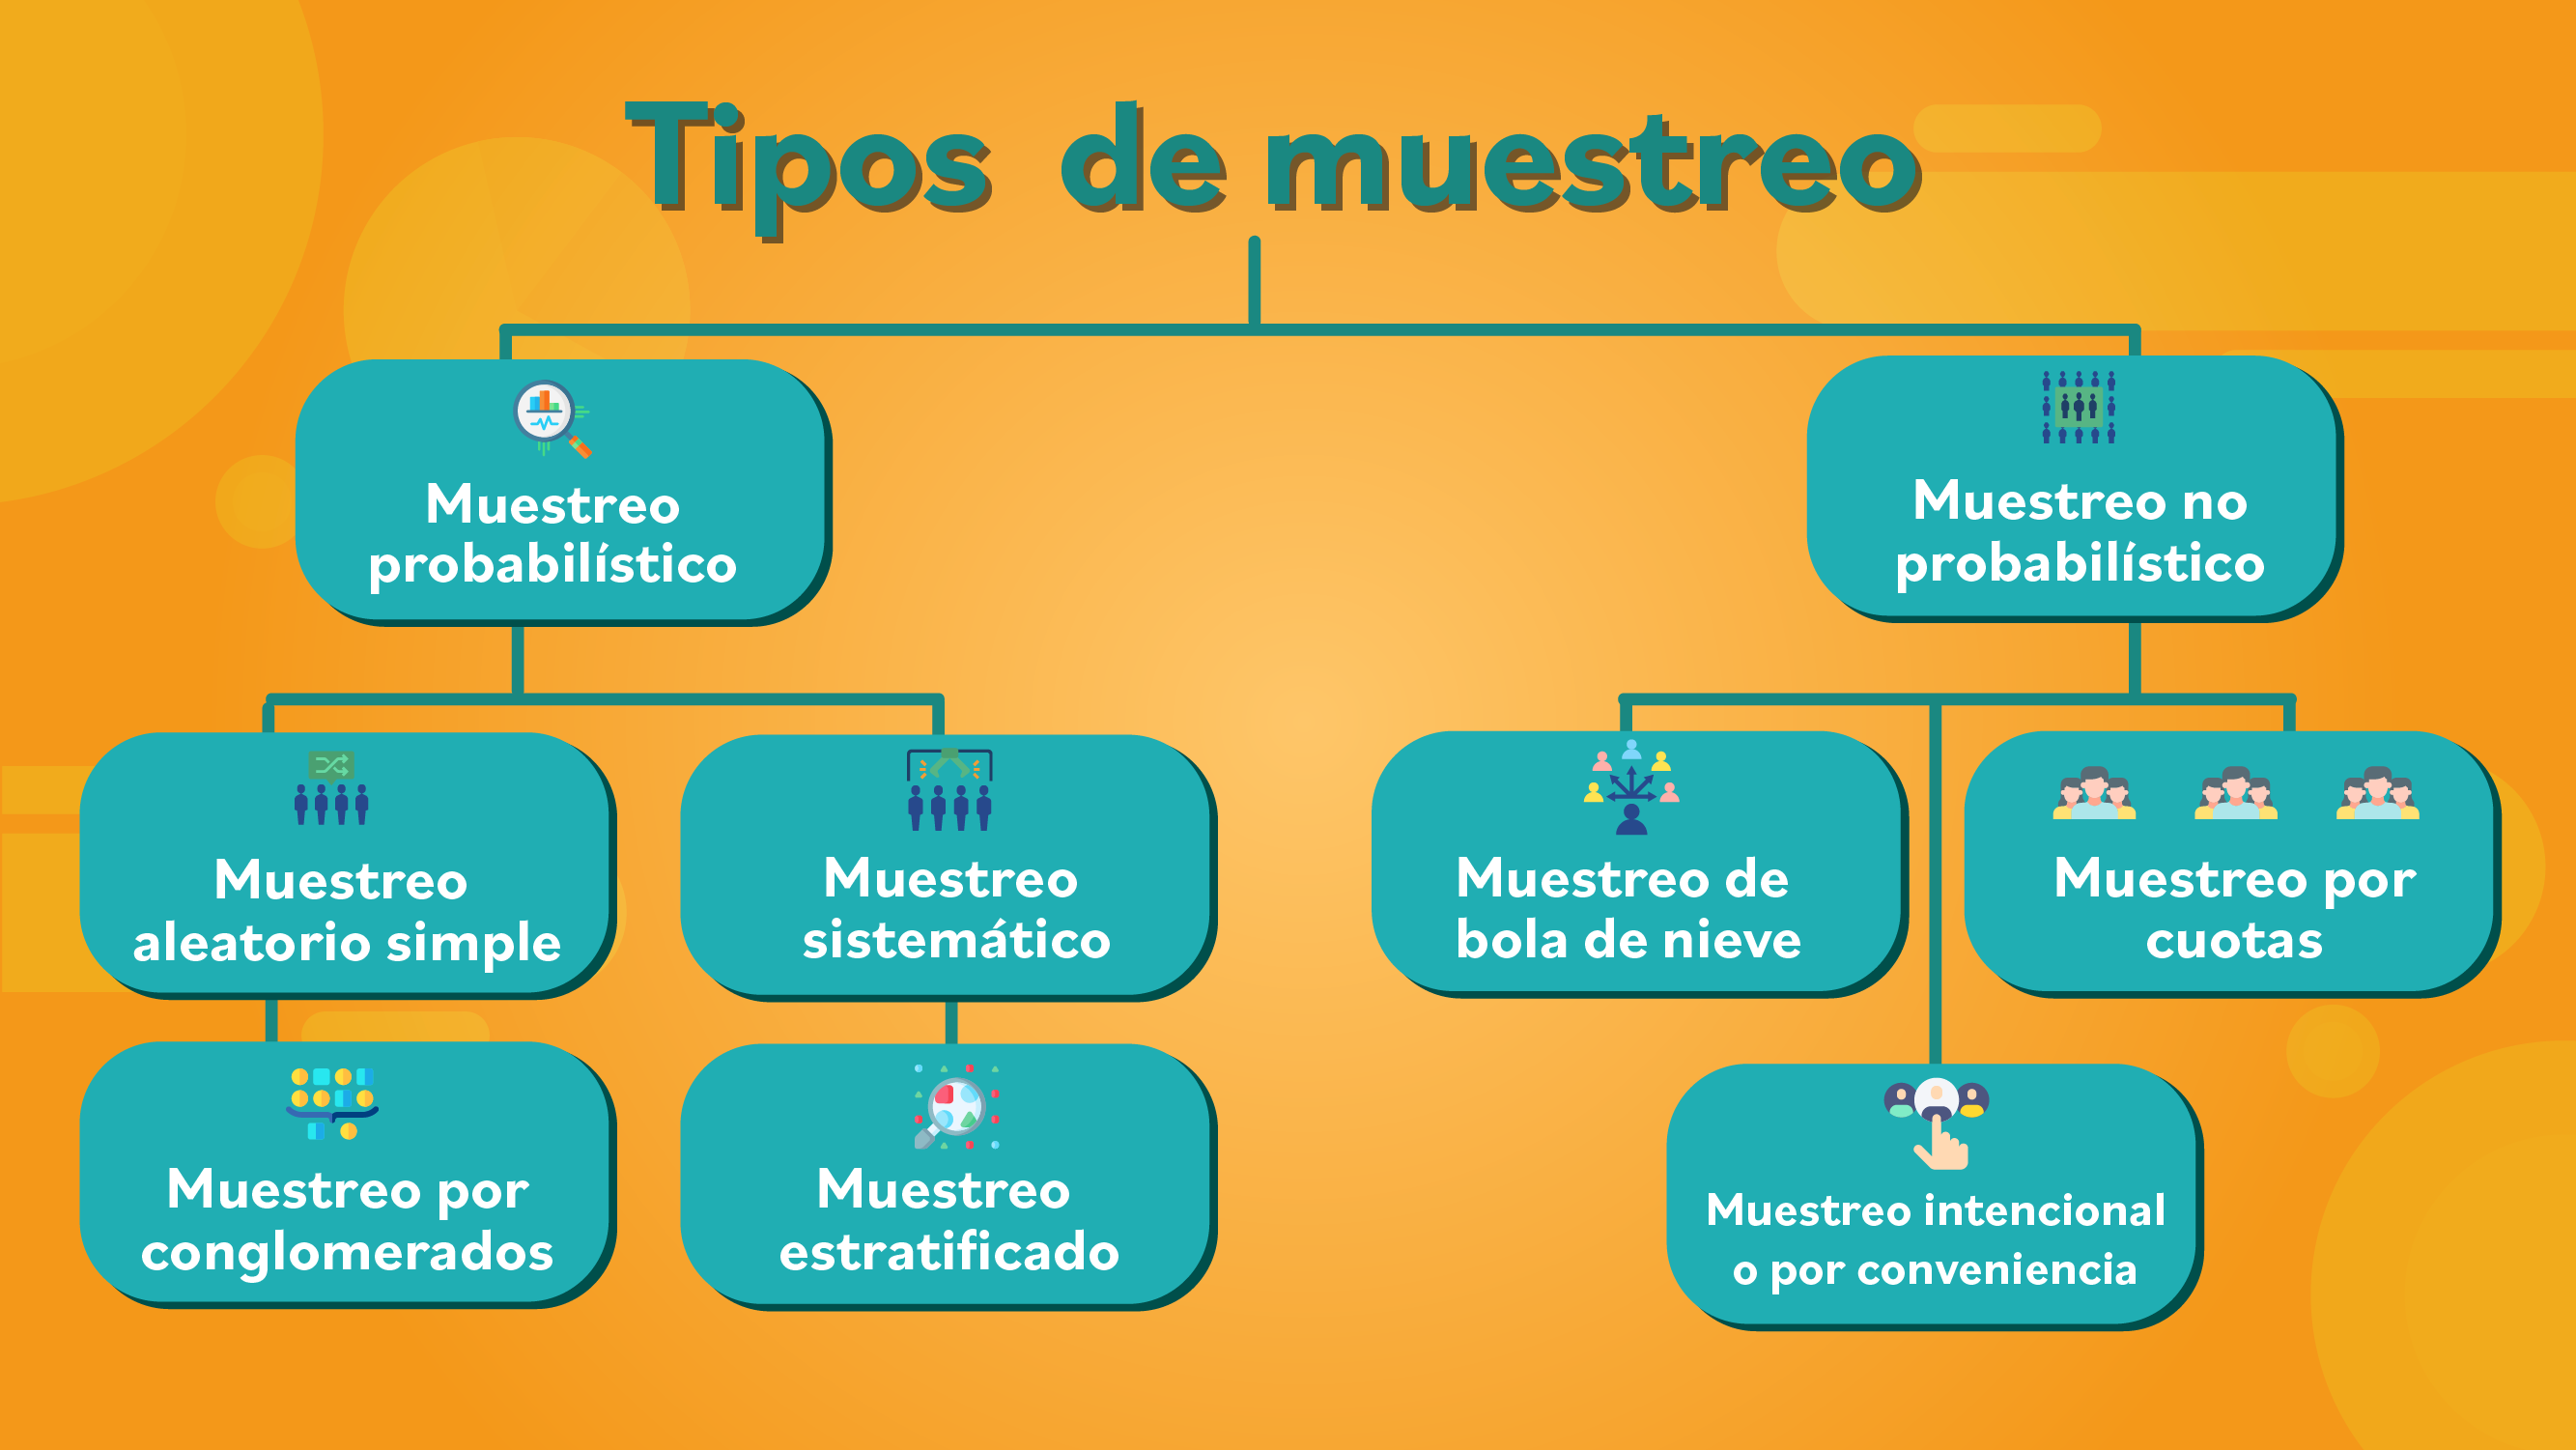 Tipos de muestreo
Muestreo
probabilístico
Muestreo no
probabilístico
Muestreo
aleatorio simple
Muestreo
sistemático
Muestreo de
bola de nieve
Muestreo por
cuotas
Muestreo por
conglomerados
Muestreo
estratificado
Muestreo intencional
o por conveniencia